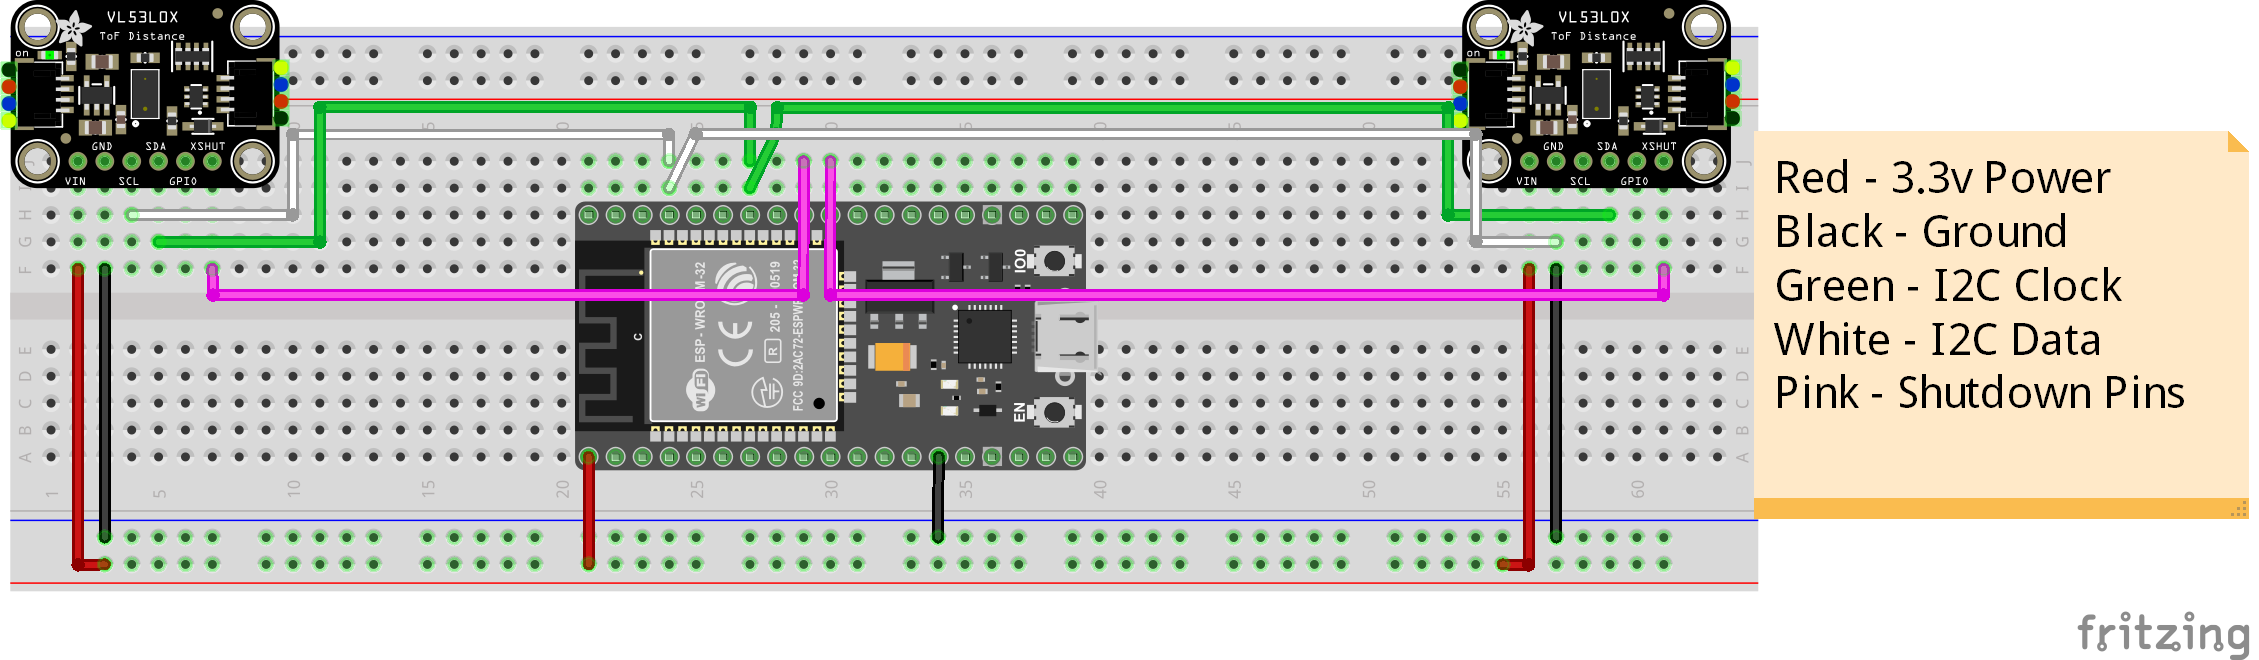 VL53L0X
ToF Distance
on
GND SDA XSHUT
VIN SCL GPIO
VL53L0X
ToF Distance
on
GND SDA XSHUT
VIN SCL GPIO
J
I
I
H
H
G
G
F
F
IO0
ESP - WROOM-32
CE
R
205 - 000519
FCC 9D:2AC72-ESPWROOM32
WiFi
C
EN
E
E
D
D
C
C
B
B
A
A
1 5 10 15 20 25 30 35 40 45 50 55 60
Red - 3.3v Power
Black - Ground
Green - I2C Clock
White - I2C Data
Pink - Shutdown Pins
fritzing